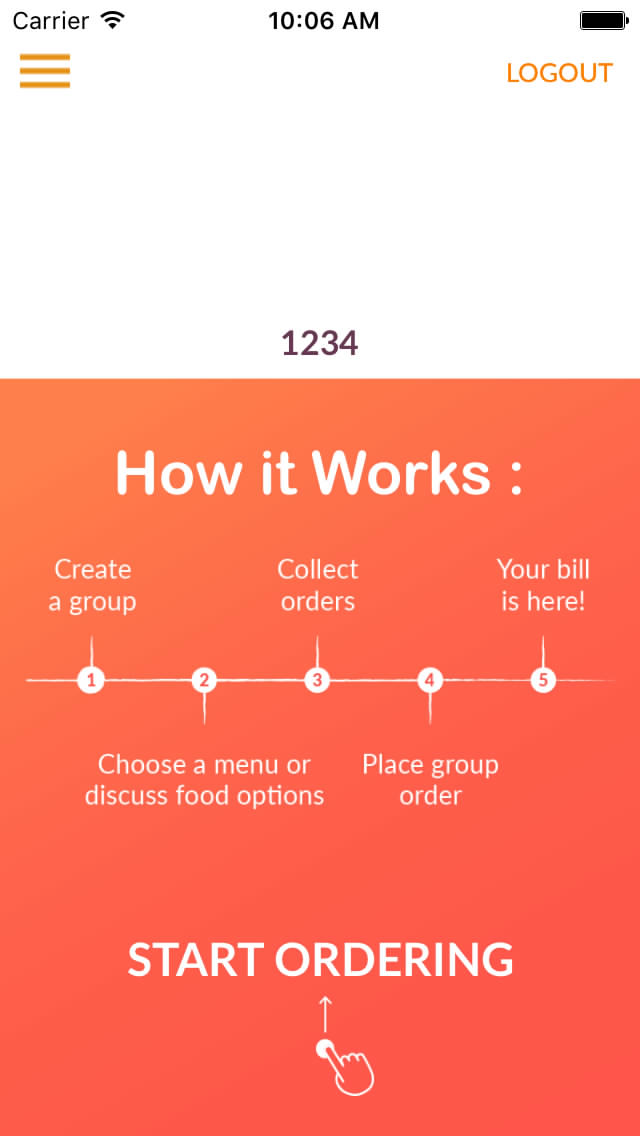 Carrier 10:06 AM
LOGOUT
1234
How it Works :
Create
a group
Collect
orders
Your bill
is here!
1 2 3 4 5
Choose a menu or
discuss food options
Place group
order
START ORDERING